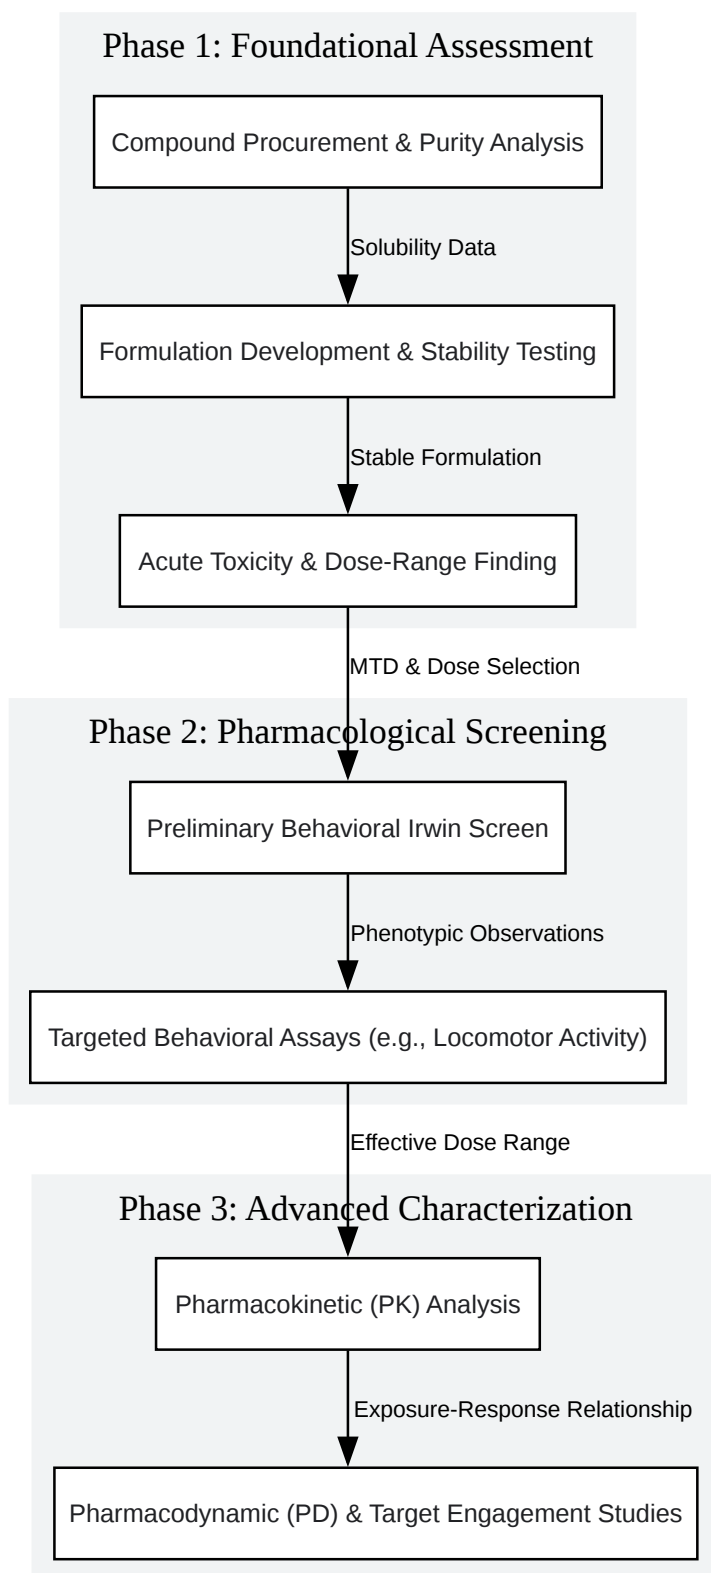 Phase 1: Foundational Assessment
Compound Procurement & Purity Analysis
Solubility Data
Formulation Development & Stability Testing
Stable Formulation
Acute Toxicity & Dose-Range Finding
MTD & Dose Selection
Phase 2: Pharmacological Screening
Preliminary Behavioral Irwin Screen
Phenotypic Observations
Targeted Behavioral Assays (e.g., Locomotor Activity)
Effective Dose Range
Phase 3: Advanced Characterization
Pharmacokinetic (PK) Analysis
Exposure-Response Relationship
Pharmacodynamic (PD) & Target Engagement Studies